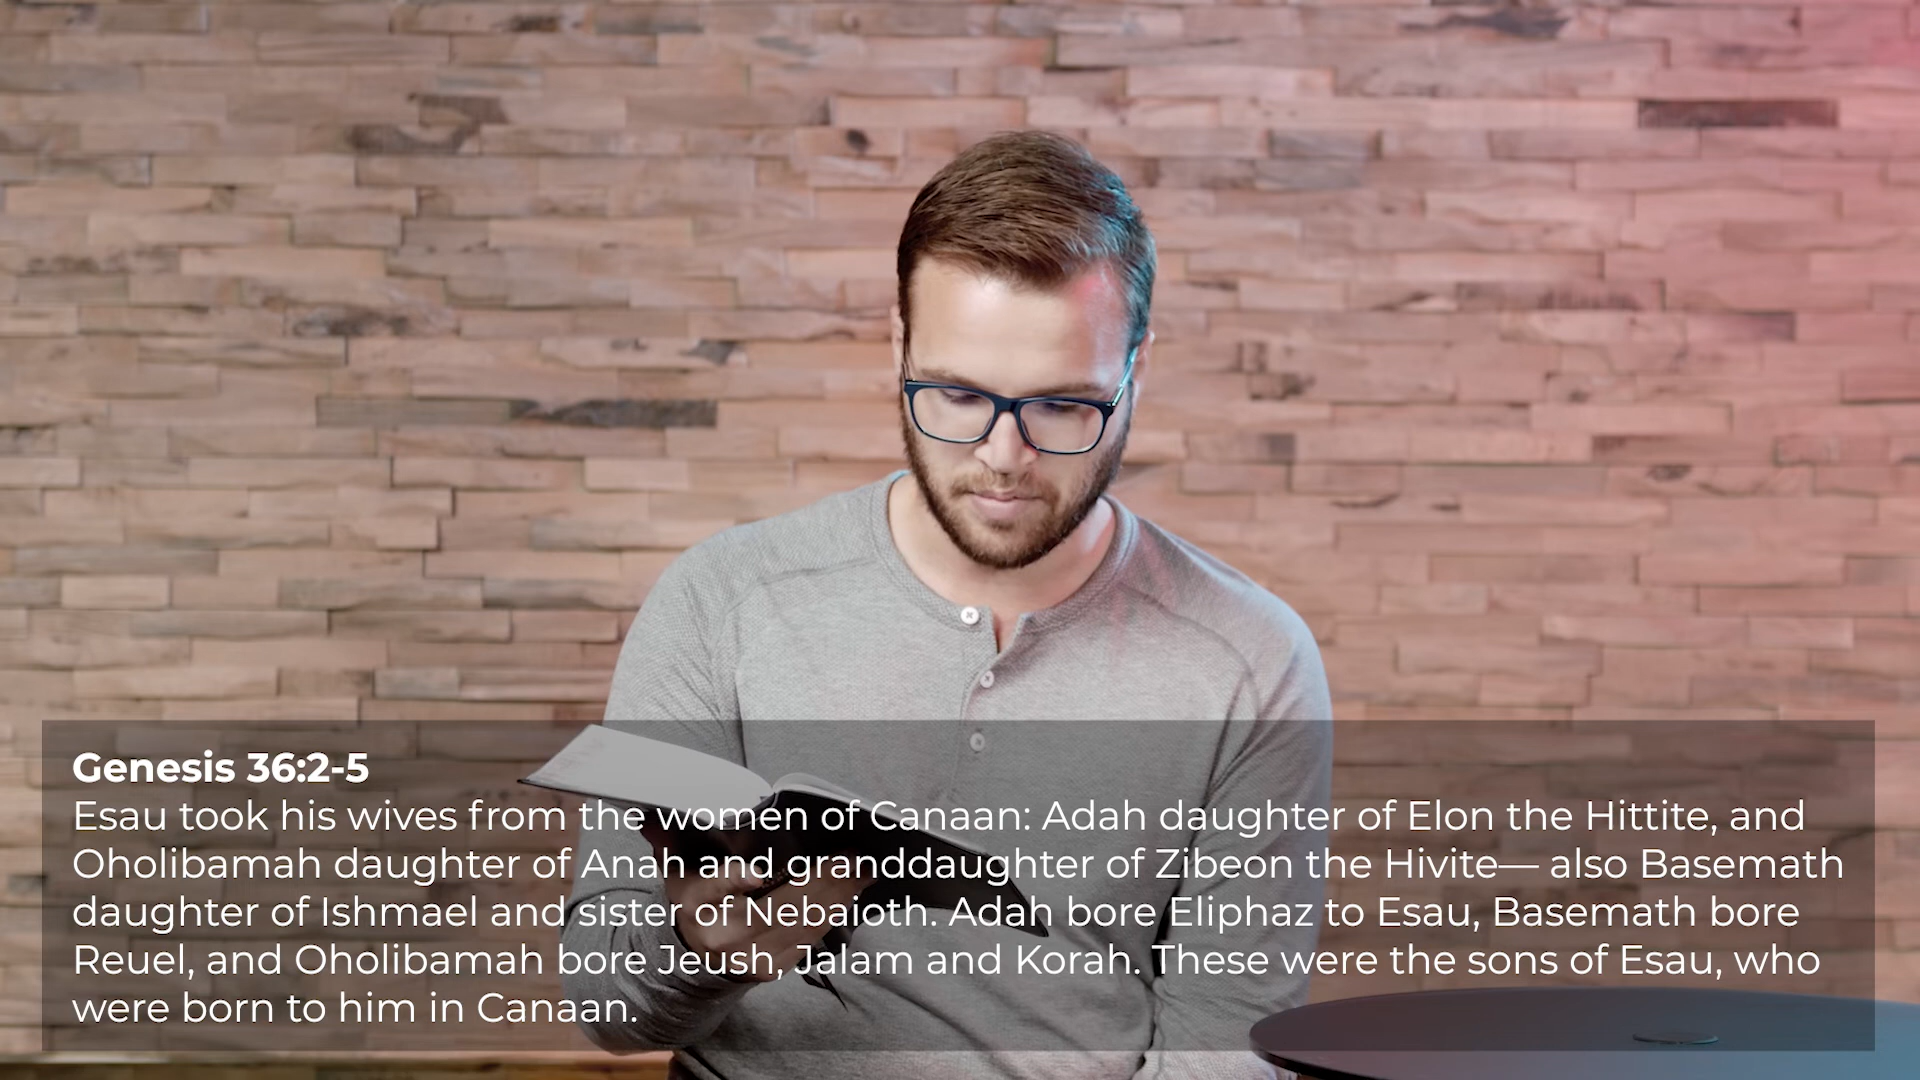 Genesis 36:2-5
Esau took his wives from the women of Canaan: Adah daughter of Elon the Hittite, and
Oholibamah daughter of Anah and granddaughter of Zibeon the Hivite— also Basemath
daughter of Ishmael and sister of Nebaioth. Adah bore Eliphaz to Esau, Basemath bore
Reuel, and Oholibamah bore Jeush, Jalam and Korah. These were the sons of Esau, who
were born to him in Canaan.